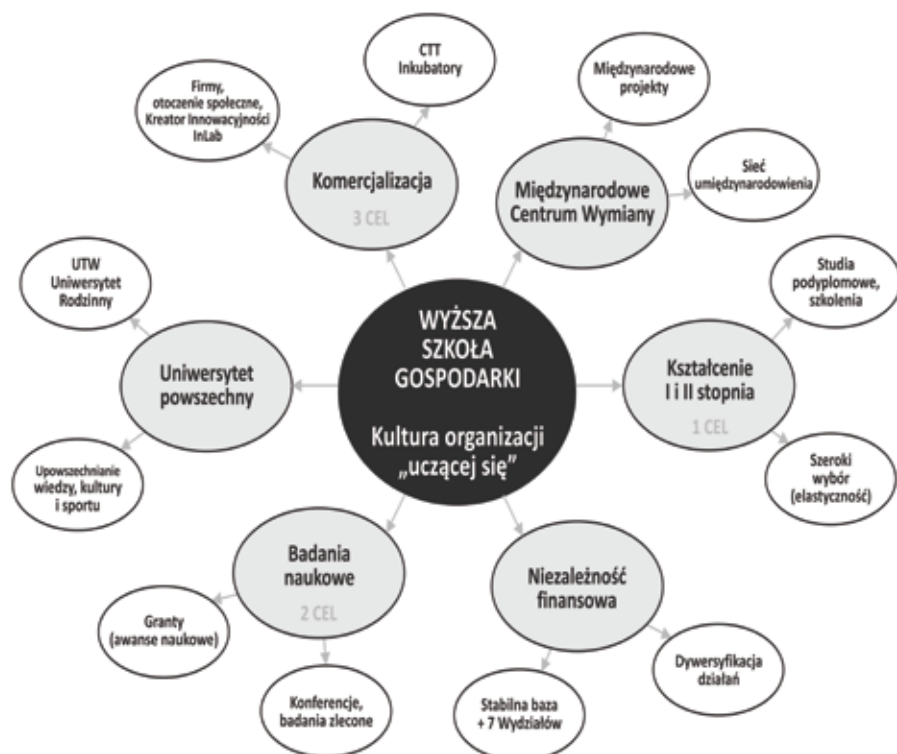 CTT
Inkubatory
Międzynarodowe
projekty
Firmy,
otoczenie społeczne,
Kreator Innowacyjności
InLab
Komercjalizacja
3 CEL
Międzynarodowe
Centrum Wymiany
Sieć
umiędzynarodowienia
UTW
Uniwersytet
Rodzinny
WYŻSZA
SZKOŁA
GOSPODARKI
Kultura organizacji
„uczącej się”
Studia
podyplomowe,
szkolenia
Uniwersytet
powszechny
Kształcenie
I i II stopnia
1 CEL
Upowszechnianie
wiedzy, kultury
i sportu
Szeroki
wybór
(elastyczność)
Badania
naukowe
2 CEL
Niezależność
finansowa
Granty
(awanse naukowe)
Konferencje,
badania zlecone
Stabilna baza
+ 7 Wydziałów
Dywersyfikacja
działań